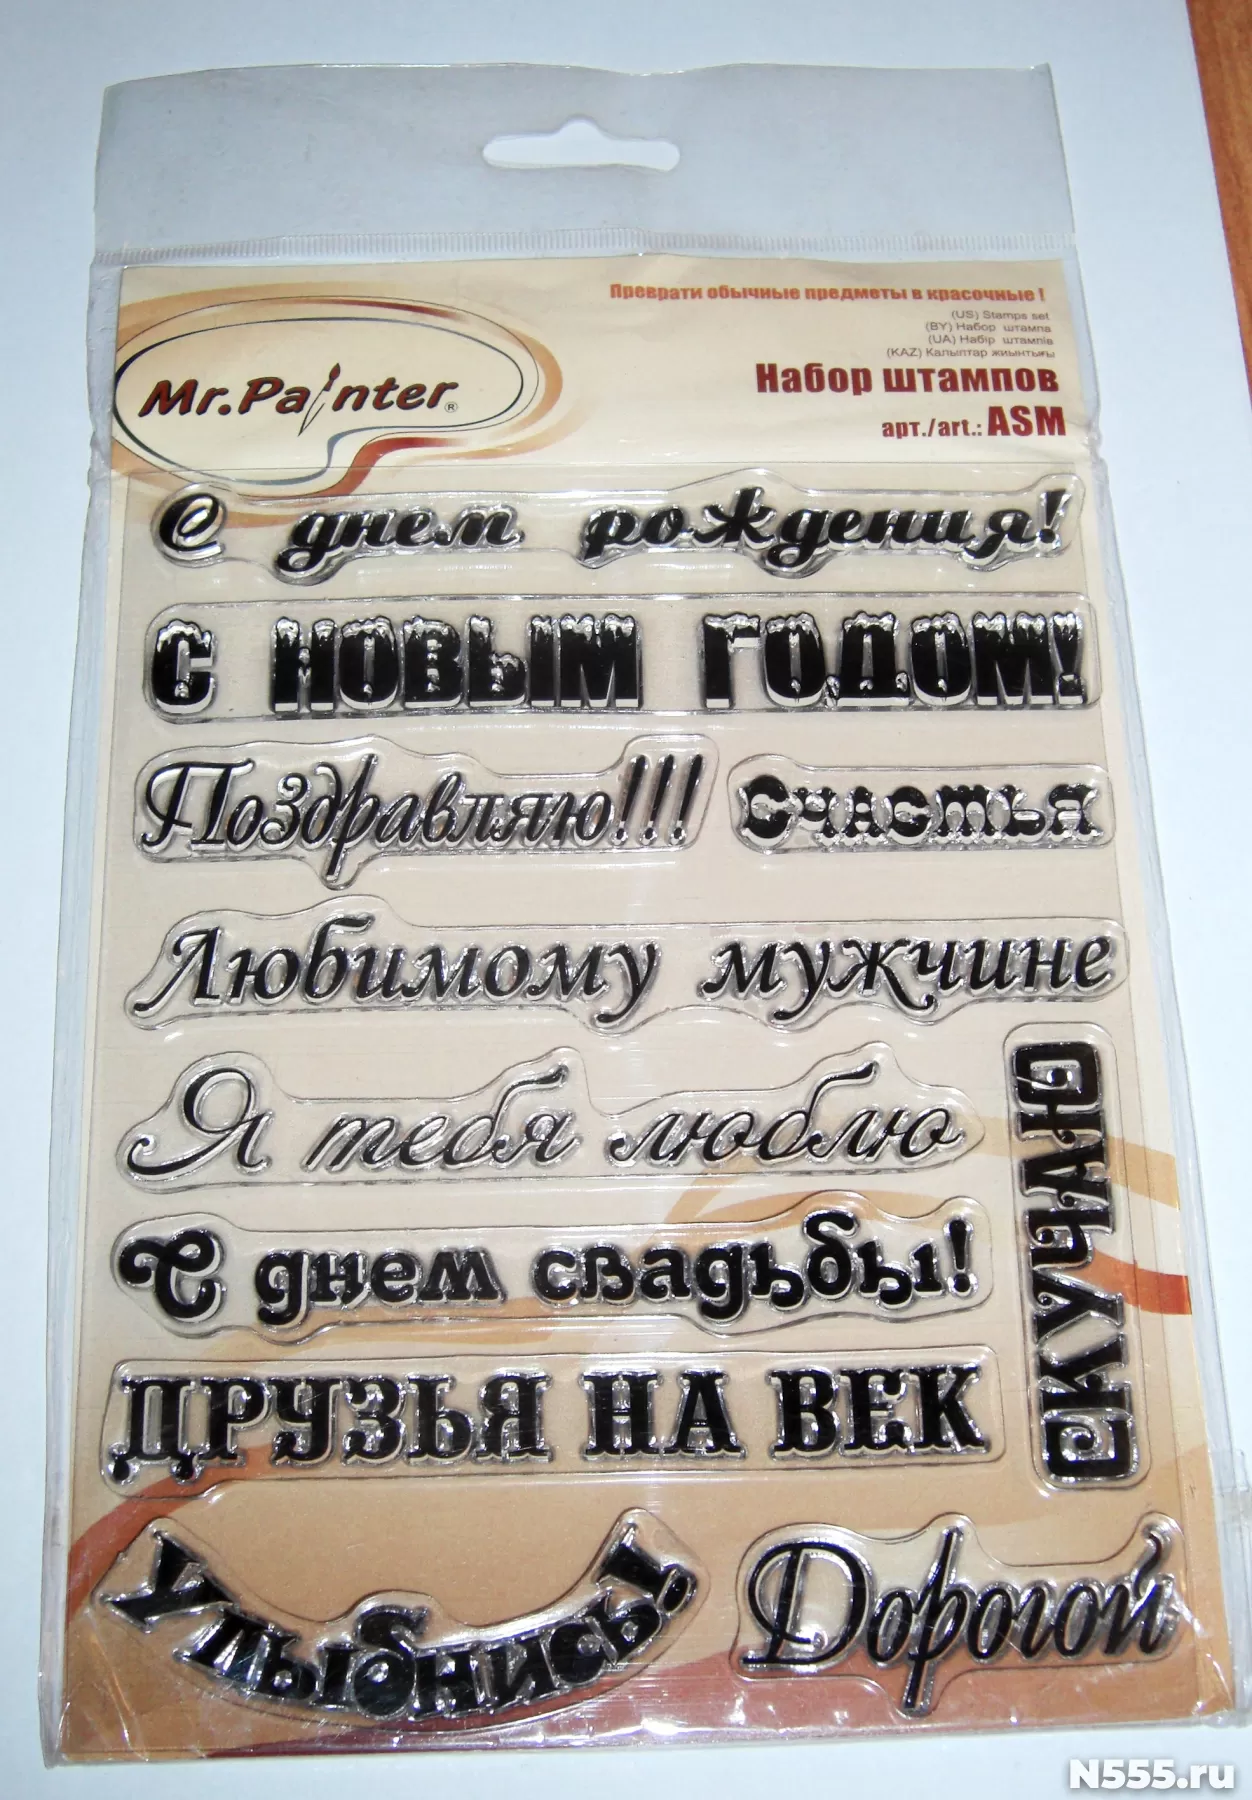 Преврати обычные предметы в красочные !
(US) Stamps set
(BY) Набор штампа
(UA) Набір штампів
(KAZ) Калыптар жиынтығы
Mr.Painter®
Набор штампов
арт./art.: ASM
С днем рождения!
С НОВЫМ ГОДОМ!
Поздравляю!!!
Счастья
Любимому мужчине
Я тебя люблю
СКУЧАЮ
С днем свадьбы!
ДРУЗЬЯ НА ВЕК
Улыбнись!
Дорогой
N555.ru